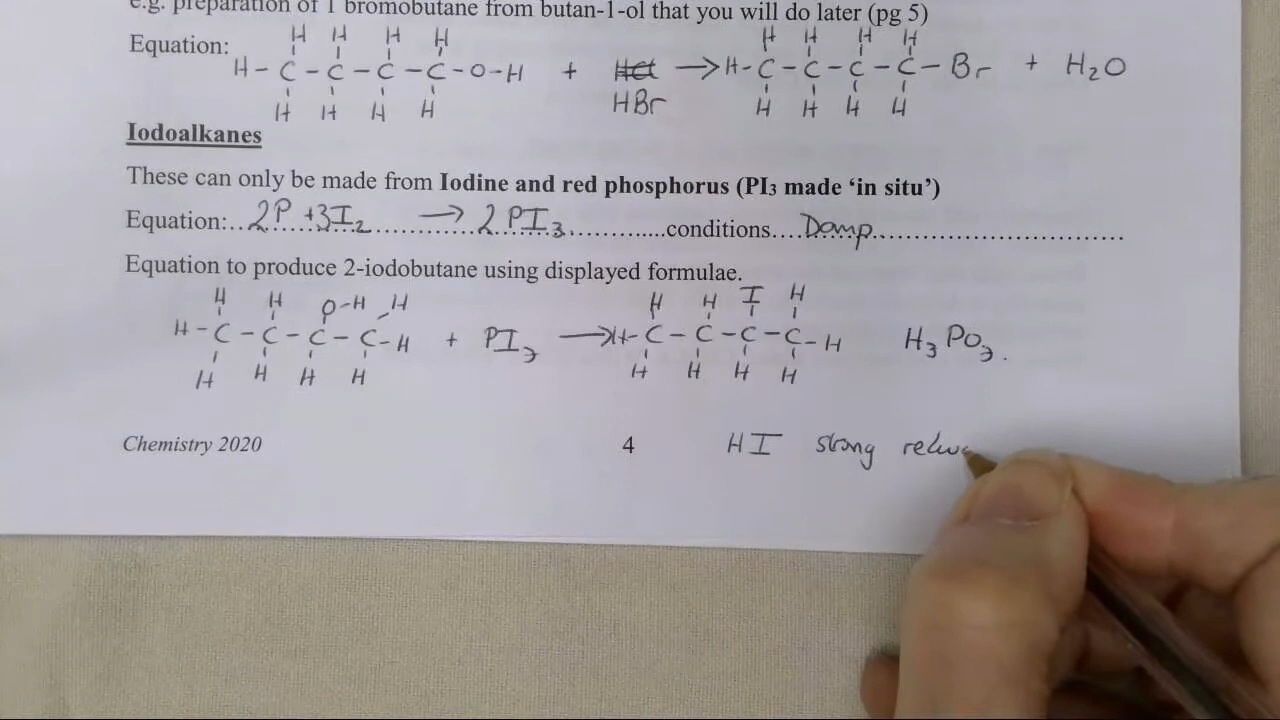 e.g. preparation of 1 bromobutane from butan-1-ol that you will do later (pg 5)
H H H H H H H H
Equation: H - C - C - C - C - O - H + HCl → H - C - C - C - C - Br + H2O
H H H H HBr H H H H
Iodoalkanes
These can only be made from Iodine and red phosphorus (PI3 made ‘in situ’)
Equation:..2P + 3I2 → 2PI3...........conditions....Damp..............................
Equation to produce 2-iodobutane using displayed formulae.
H H O-H H H H I H
H - C - C - C - C - H + PI3 → H - C - C - C - C - H H3PO3.
H H H H H H H H
Chemistry 2020 4 HI strong